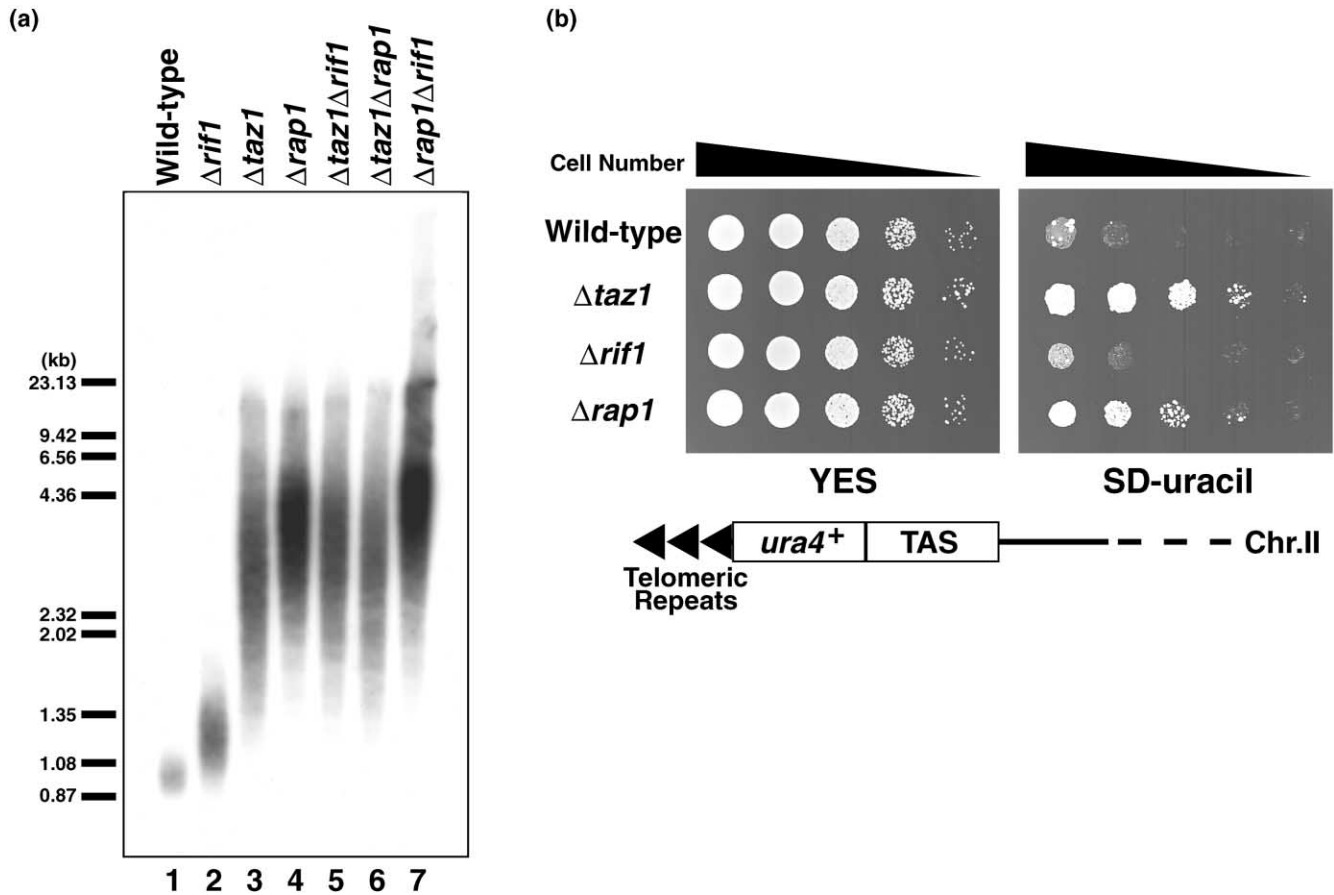 (a)
Wild-type
Δrif1
Δtaz1
Δrap1
Δtaz1Δrif1
Δtaz1Δrap1
Δrap1Δrif1
(kb)
23.13
9.42
6.56
4.36
2.32
2.02
1.35
1.08
0.87
1 2 3 4 5 6 7
(b)
Cell Number
Wild-type
Δtaz1
Δrif1
Δrap1
YES
SD-uracil
ura4+
TAS
Chr.II
Telomeric
Repeats